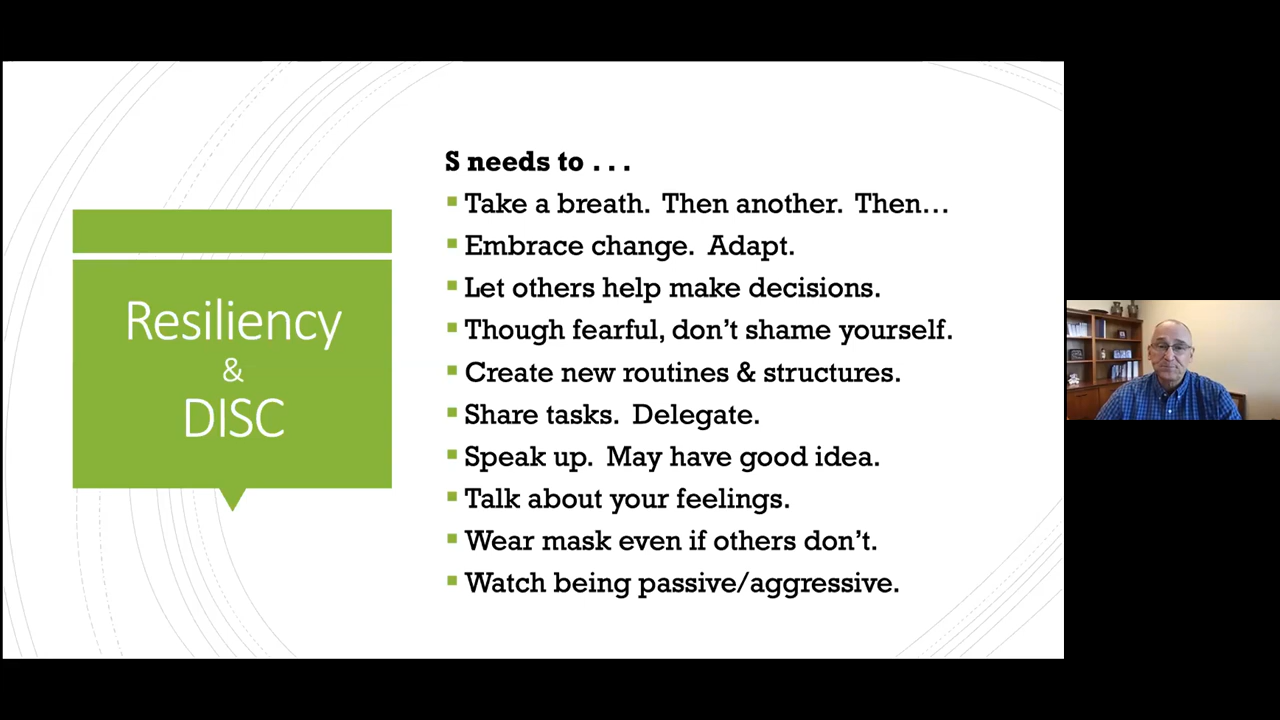 Resiliency
&
DISC
S needs to . . .
Take a breath. Then another. Then…
Embrace change. Adapt.
Let others help make decisions.
Though fearful, don’t shame yourself.
Create new routines & structures.
Share tasks. Delegate.
Speak up. May have good idea.
Talk about your feelings.
Wear mask even if others don’t.
Watch being passive/aggressive.